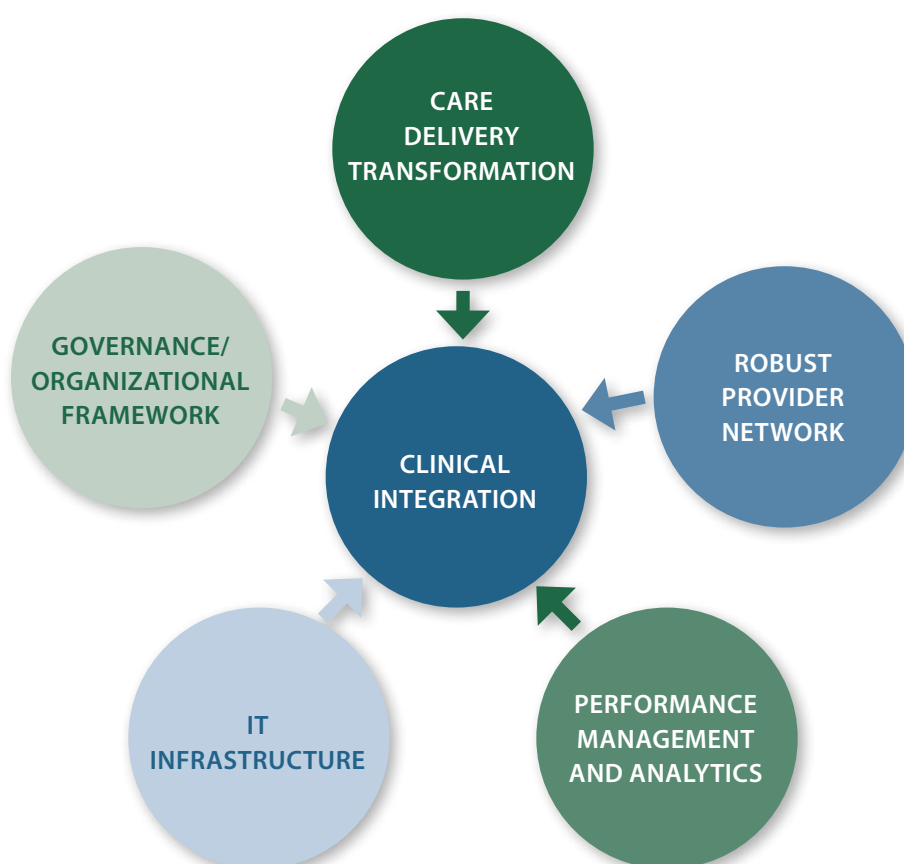 CARE
DELIVERY
TRANSFORMATION
GOVERNANCE/
ORGANIZATIONAL
FRAMEWORK
ROBUST
PROVIDER
NETWORK
CLINICAL
INTEGRATION
IT
INFRASTRUCTURE
PERFORMANCE
MANAGEMENT
AND ANALYTICS